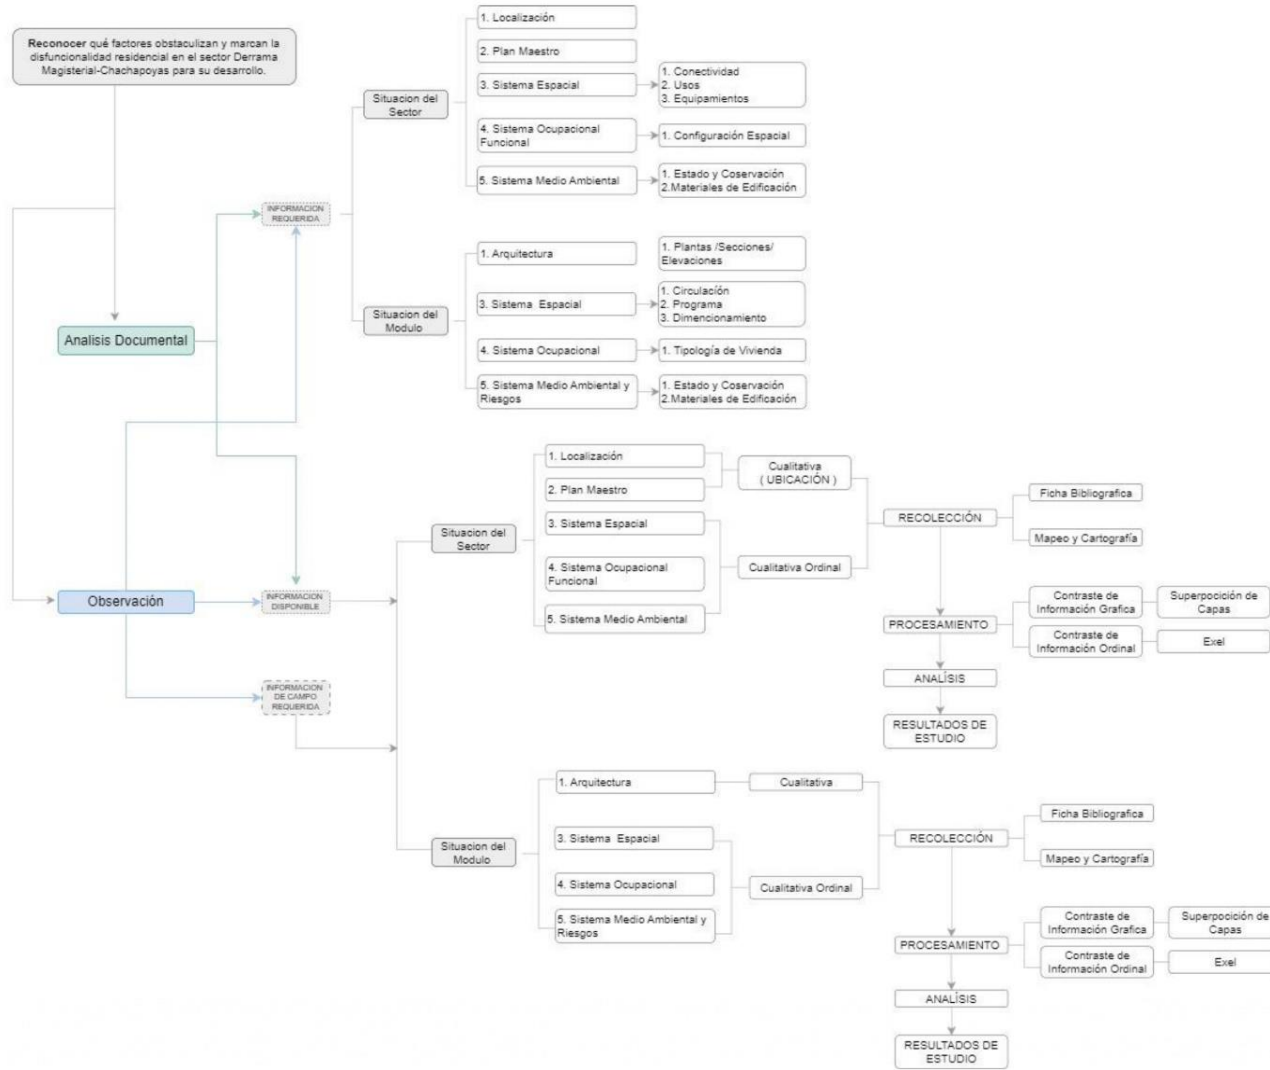 Reconocer qué factores obstaculizan y marcan la
disfuncionalidad residencial en el sector Derrama
Magisterial-Chachapoyas para su desarrollo.
Analisis Documental
Observación
INFORMACION
REQUERIDA
Situacion del
Sector
1. Localización
2. Plan Maestro
3. Sistema Espacial
1. Conectividad
2. Usos
3. Equipamientos
4. Sistema Ocupacional
Funcional
1. Configuración Espacial
5. Sistema Medio Ambiental
1. Estado y Coservación
2.Materiales de Edificación
Situacion del
Modulo
1. Arquitectura
1. Plantas /Secciones/
Elevaciones
3. Sistema  Espacial
1. Circulación
2. Programa
3. Dimencionamiento
4. Sistema Ocupacional
1. Tipología de Vivienda
5. Sistema Medio Ambiental y
Riesgos
1. Estado y Coservación
2.Materiales de Edificación
INFORMACION
DISPONIBLE
INFORMACION
DE CAMPO
REQUERIDA
Situacion del
Sector
1. Localización
2. Plan Maestro
3. Sistema Espacial
4. Sistema Ocupacional
Funcional
5. Sistema Medio Ambiental
Cualitativa
( UBICACIÓN )
Cualitativa Ordinal
RECOLECCIÓN
Ficha Bibliografica
Mapeo y Cartografía
PROCESAMIENTO
Contraste de
Información Grafica
Superpocición de
Capas
Contraste de
Información Ordinal
Exel
ANALÍSIS
RESULTADOS DE
ESTUDIO
Situacion del
Modulo
1. Arquitectura
3. Sistema  Espacial
4. Sistema Ocupacional
5. Sistema Medio Ambiental y
Riesgos
Cualitativa
Cualitativa Ordinal
RECOLECCIÓN
Ficha Bibliografica
Mapeo y Cartografía
PROCESAMIENTO
Contraste de
Información Grafica
Superpocición de
Capas
Contraste de
Información Ordinal
Exel
ANALÍSIS
RESULTADOS DE
ESTUDIO